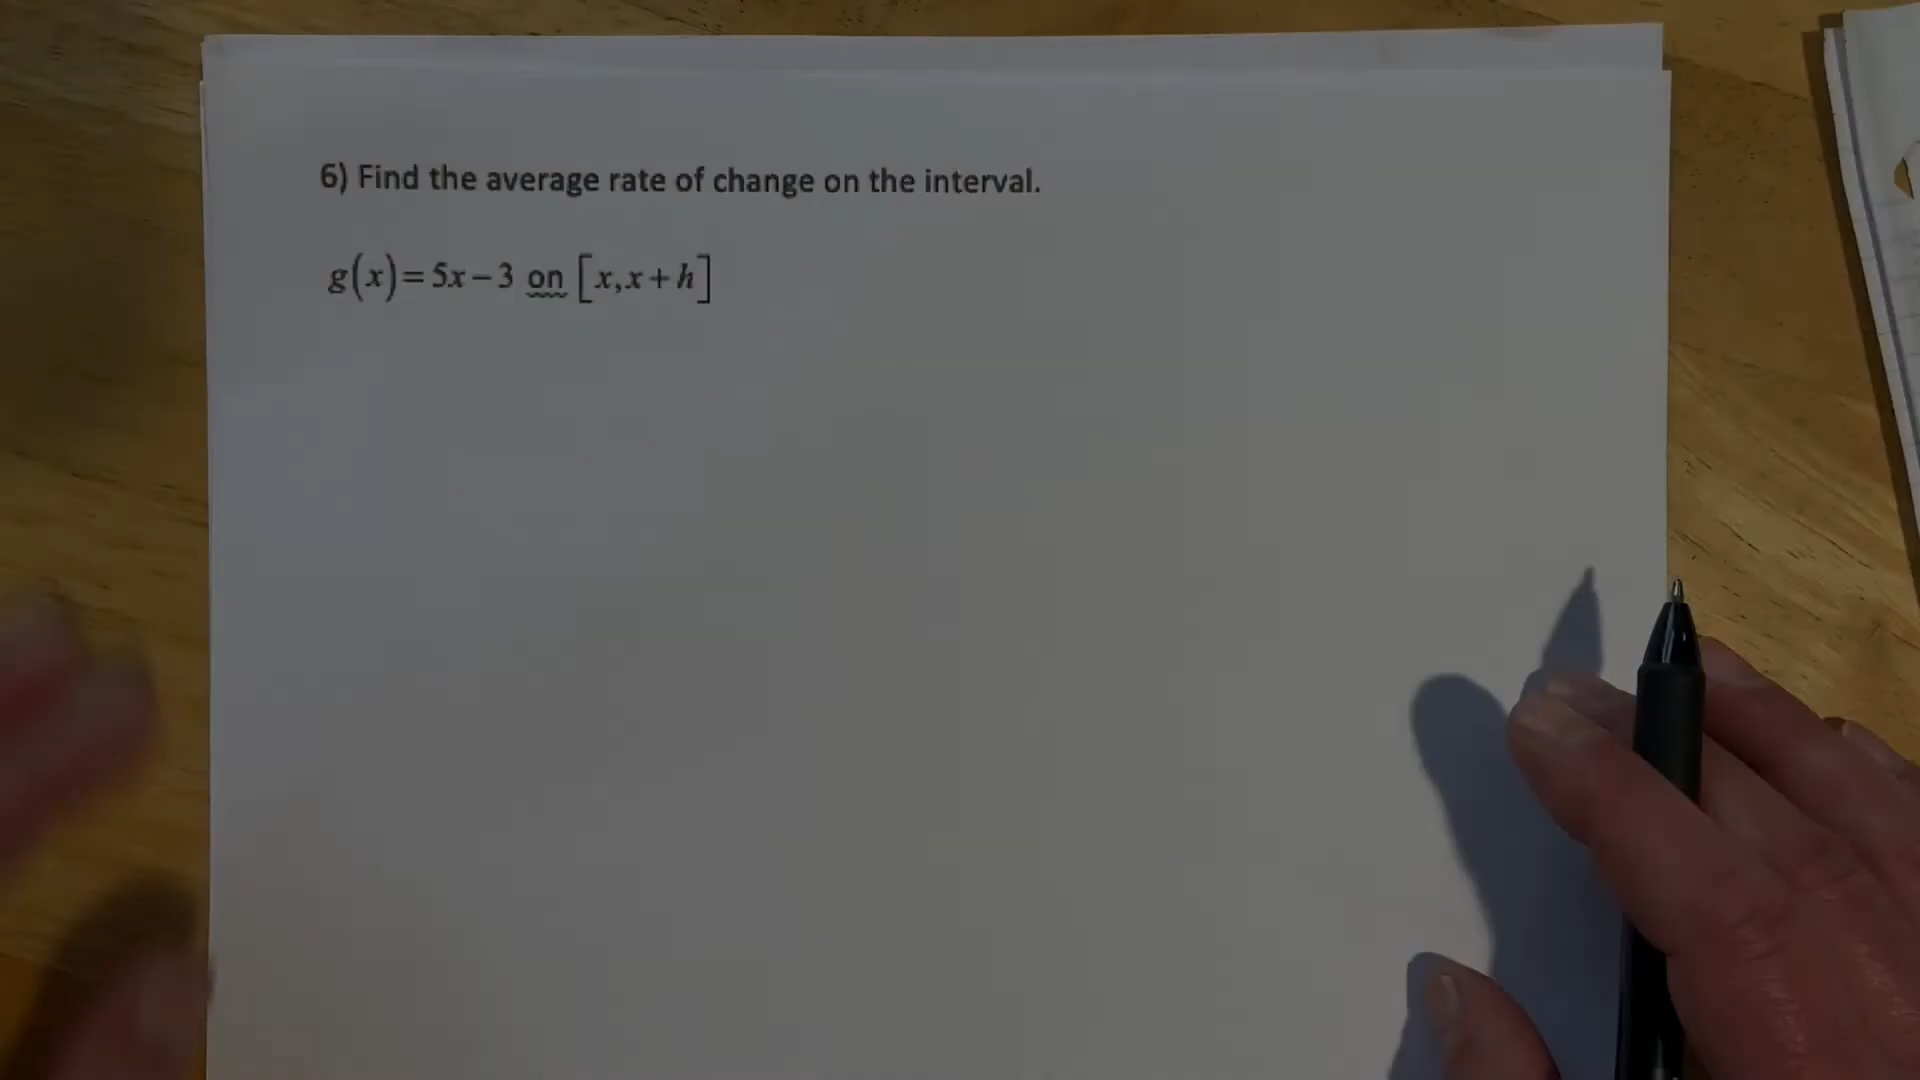 6) Find the average rate of change on the interval.
g(x)=5x−3 on [x,x+h]